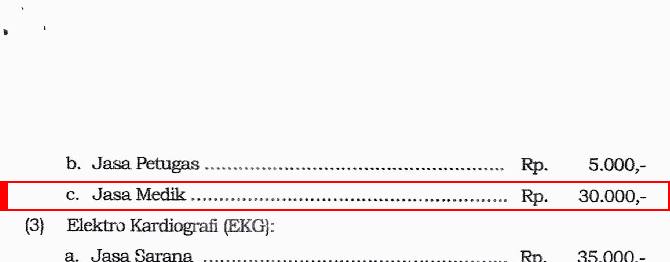 b. Jasa Petugas ........................................................ Rp. 5.000,-
c. Jasa Medik .......................................................... Rp. 30.000,-
(3) Elektro Kardiografi (EKG):
a. Jasa Sarana ........................................................ Rp. 35.000,-